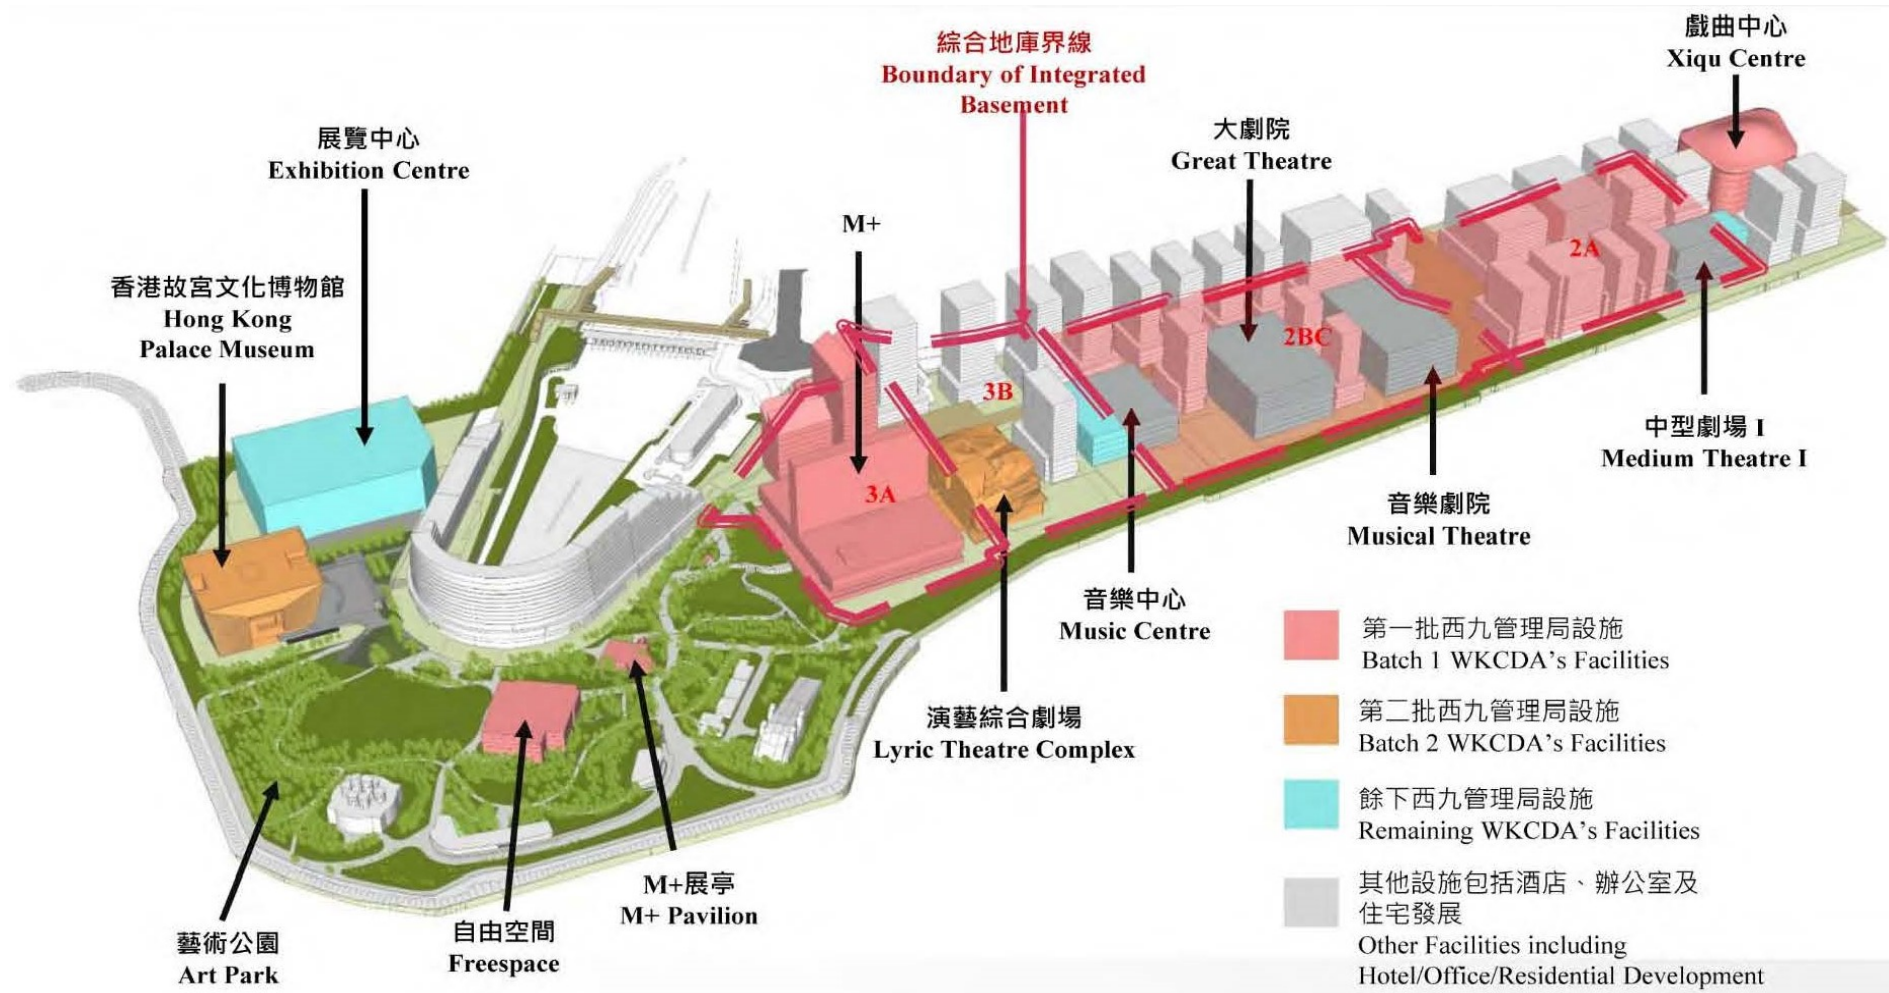 綜合地庫界線
Boundary of Integrated
Basement
戲曲中心
Xiqu Centre
展覽中心
Exhibition Centre
大劇院
Great Theatre
M+
香港故宮文化博物館
Hong Kong
Palace Museum
2A
2BC
3B
3A
中型劇場 I
Medium Theatre I
音樂劇院
Musical Theatre
音樂中心
Music Centre
演藝綜合劇場
Lyric Theatre Complex
M+展亭
M+ Pavilion
自由空間
Freespace
藝術公園
Art Park
第一批西九管理局設施
Batch 1 WKCDA's Facilities
第二批西九管理局設施
Batch 2 WKCDA's Facilities
餘下西九管理局設施
Remaining WKCDA's Facilities
其他設施包括酒店、辦公室及
住宅發展
Other Facilities including
Hotel/Office/Residential Development